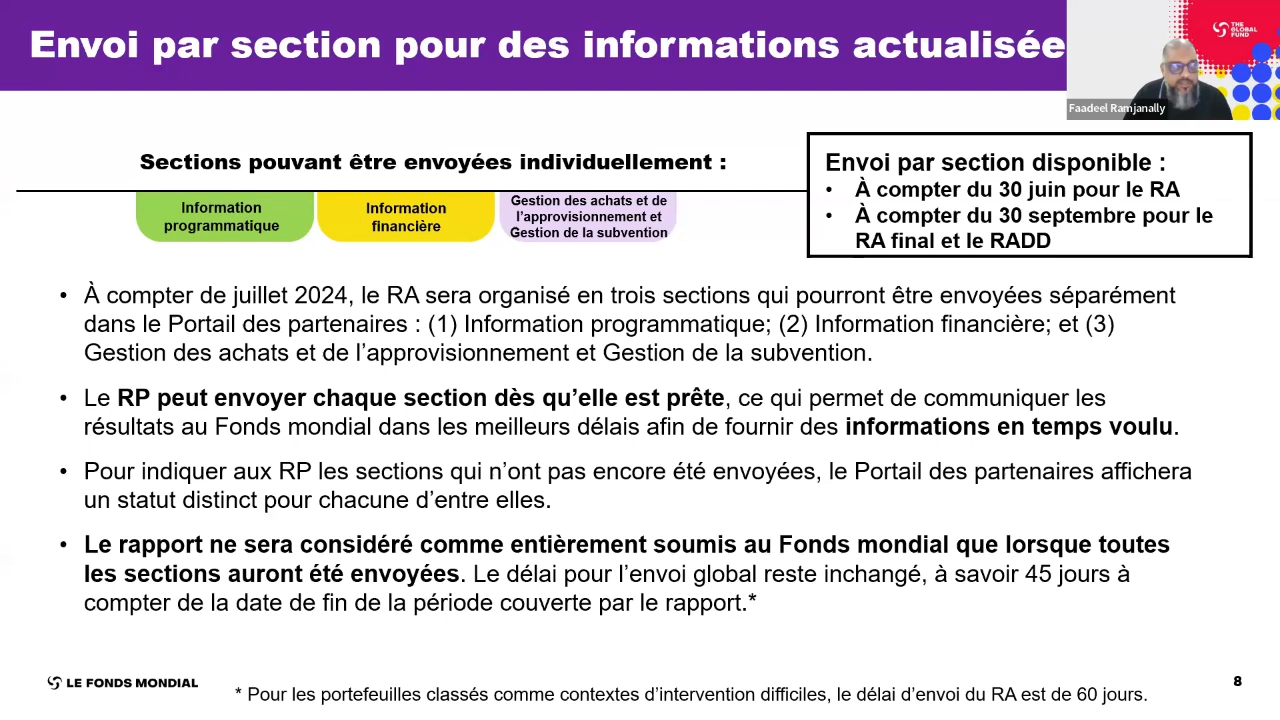 Envoi par section pour des informations actualisée
THE
GLOBAL
FUND
Faadeel Ramjanally
Sections pouvant être envoyées individuellement :
Information
programmatique
Information
financière
Gestion des achats et de
l’approvisionnement et
Gestion de la subvention
Envoi par section disponible :
• À compter du 30 juin pour le RA
• À compter du 30 septembre pour le
RA final et le RADD
• À compter de juillet 2024, le RA sera organisé en trois sections qui pourront être envoyées séparément
dans le Portail des partenaires : (1) Information programmatique; (2) Information financière; et (3)
Gestion des achats et de l’approvisionnement et Gestion de la subvention.
• Le RP peut envoyer chaque section dès qu’elle est prête, ce qui permet de communiquer les
résultats au Fonds mondial dans les meilleurs délais afin de fournir des informations en temps voulu.
• Pour indiquer aux RP les sections qui n’ont pas encore été envoyées, le Portail des partenaires affichera
un statut distinct pour chacune d’entre elles.
• Le rapport ne sera considéré comme entièrement soumis au Fonds mondial que lorsque toutes
les sections auront été envoyées. Le délai pour l’envoi global reste inchangé, à savoir 45 jours à
compter de la date de fin de la période couverte par le rapport.*
LE FONDS MONDIAL
* Pour les portefeuilles classés comme contextes d’intervention difficiles, le délai d’envoi du RA est de 60 jours.
8